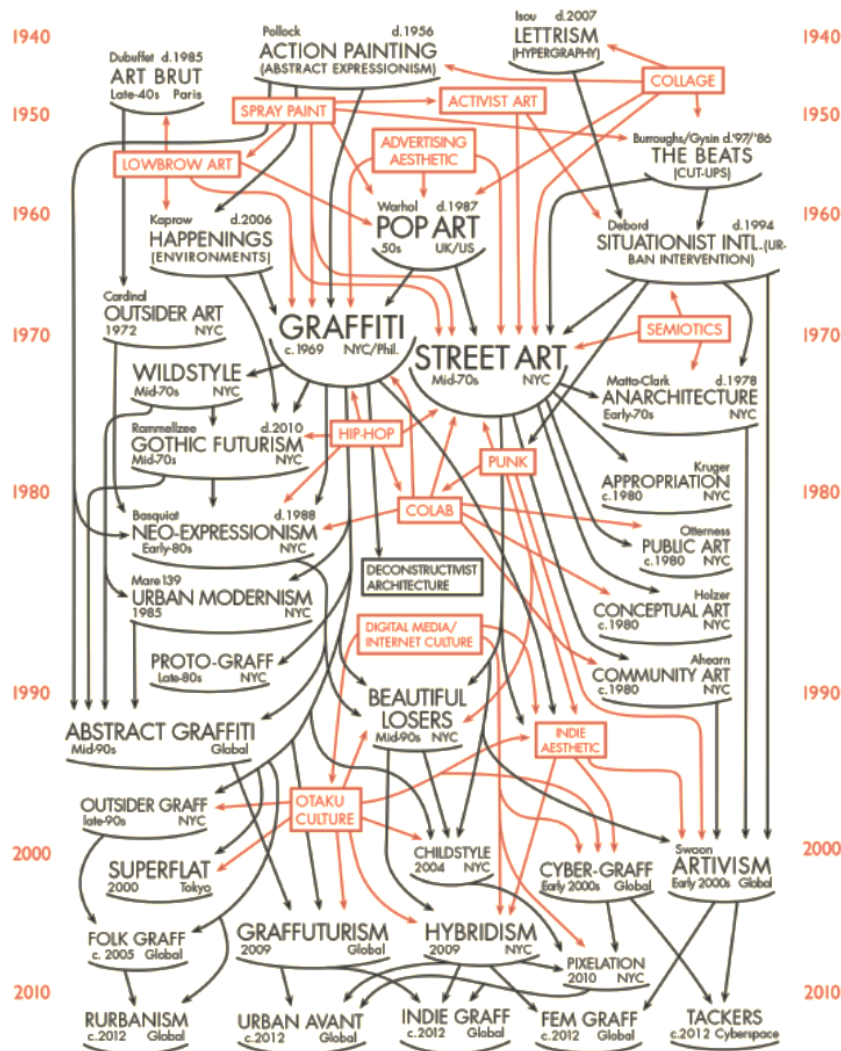 1940
Pollock d.1956
ACTION PAINTING
(ABSTRACT EXPRESSIONISM)
Isou d.2007
LETTRISM
(HYPERGRAPHY)
1940
Dubuffet d.1985
ART BRUT
Late-40s Paris
COLLAGE
SPRAY PAINT
ACTIVIST ART
1950
1950
ADVERTISING
AESTHETIC
Burroughs/Gysin d.'97/'86
THE BEATS
(CUT-UPS)
LOWBROW ART
1960
1960
Kaprow d.2006
HAPPENINGS
(ENVIRONMENTS)
Warhol d.1987
POP ART
50s UK/US
Debord d.1994
SITUATIONIST INTL.(UR-
BAN INTERVENTION)
Cardinal
OUTSIDER ART
1972 NYC
GRAFFITI
c.1969 NYC/Phil.
SEMIOTICS
1970
1970
STREET ART
Mid-70s NYC
WILDSTYLE
Mid-70s NYC
Matta-Clark d.1978
ANARCHITECTURE
Early-70s NYC
Rammellzee d.2010
GOTHIC FUTURISM
Mid-70s NYC
HIP-HOP
PUNK
Kruger
APPROPRIATION
c.1980 NYC
1980
1980
COLAB
Basquiat d.1988
NEO-EXPRESSIONISM
Early-80s NYC
Otterness
PUBLIC ART
c.1980 NYC
DECONSTRUCTIVIST
ARCHITECTURE
Mare139
URBAN MODERNISM
1985 NYC
Holzer
CONCEPTUAL ART
c.1980 NYC
DIGITAL MEDIA/
INTERNET CULTURE
PROTO-GRAFF
Late-80s NYC
Ahearn
COMMUNITY ART
c.1980 NYC
1990
1990
BEAUTIFUL
LOSERS
Mid-90s NYC
ABSTRACT GRAFFITI
Mid-90s Global
INDIE
AESTHETIC
OUTSIDER GRAFF
late-90s NYC
OTAKU
CULTURE
2000
2000
SUPERFLAT
2000 Tokyo
CHILDSTYLE
2004 NYC
CYBER-GRAFF
Early 2000s Global
Swoon
ARTIVISM
Early 2000s Global
FOLK GRAFF
c. 2005 Global
GRAFFUTURISM
2009 Global
HYBRIDISM
2009 NYC
PIXELATION
2010 NYC
2010
2010
RURBANISM
c.2012 Global
URBAN AVANT
c.2012 Global
INDIE GRAFF
c.2012 Global
FEM GRAFF
c.2012 Global
TACKERS
c.2012 Cyberspace